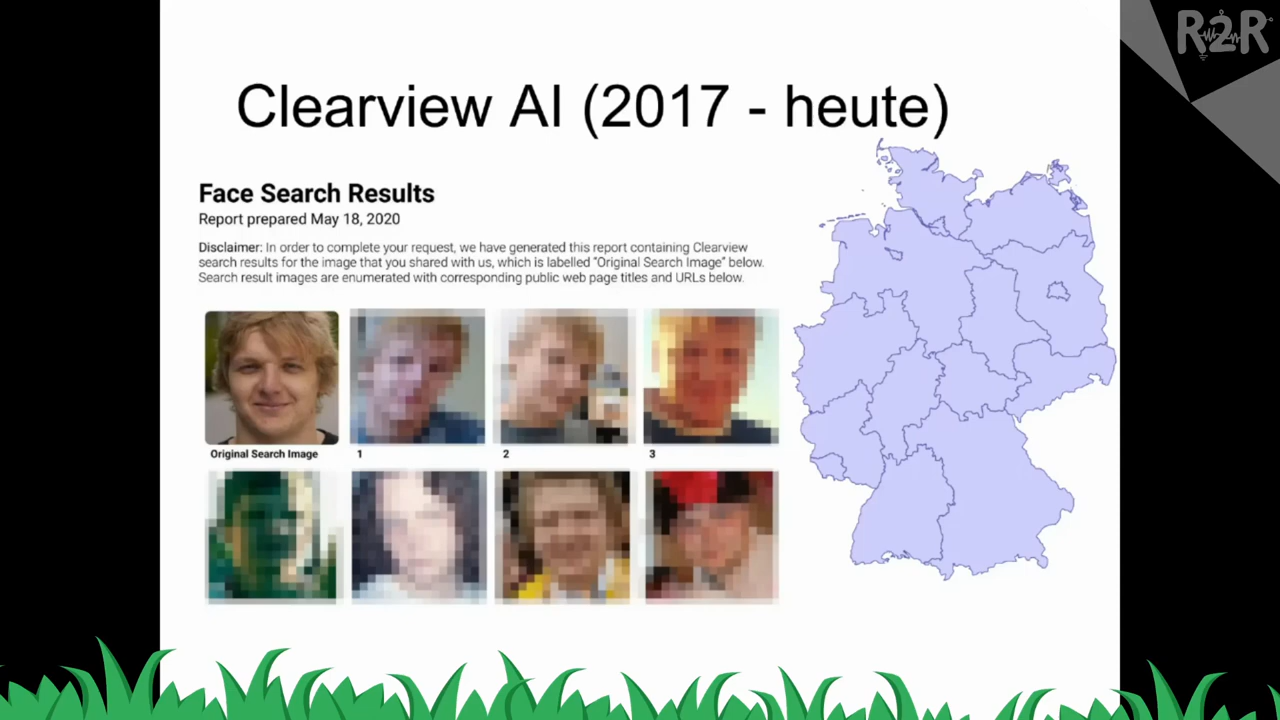 R2R
Clearview AI (2017 - heute)
Face Search Results
Report prepared May 18, 2020
Disclaimer: In order to complete your request, we have generated this report containing Clearview
search results for the image that you shared with us, which is labelled "Original Search Image" below.
Search result images are enumerated with corresponding public web page titles and URLs below.
Original Search Image
1
2
3